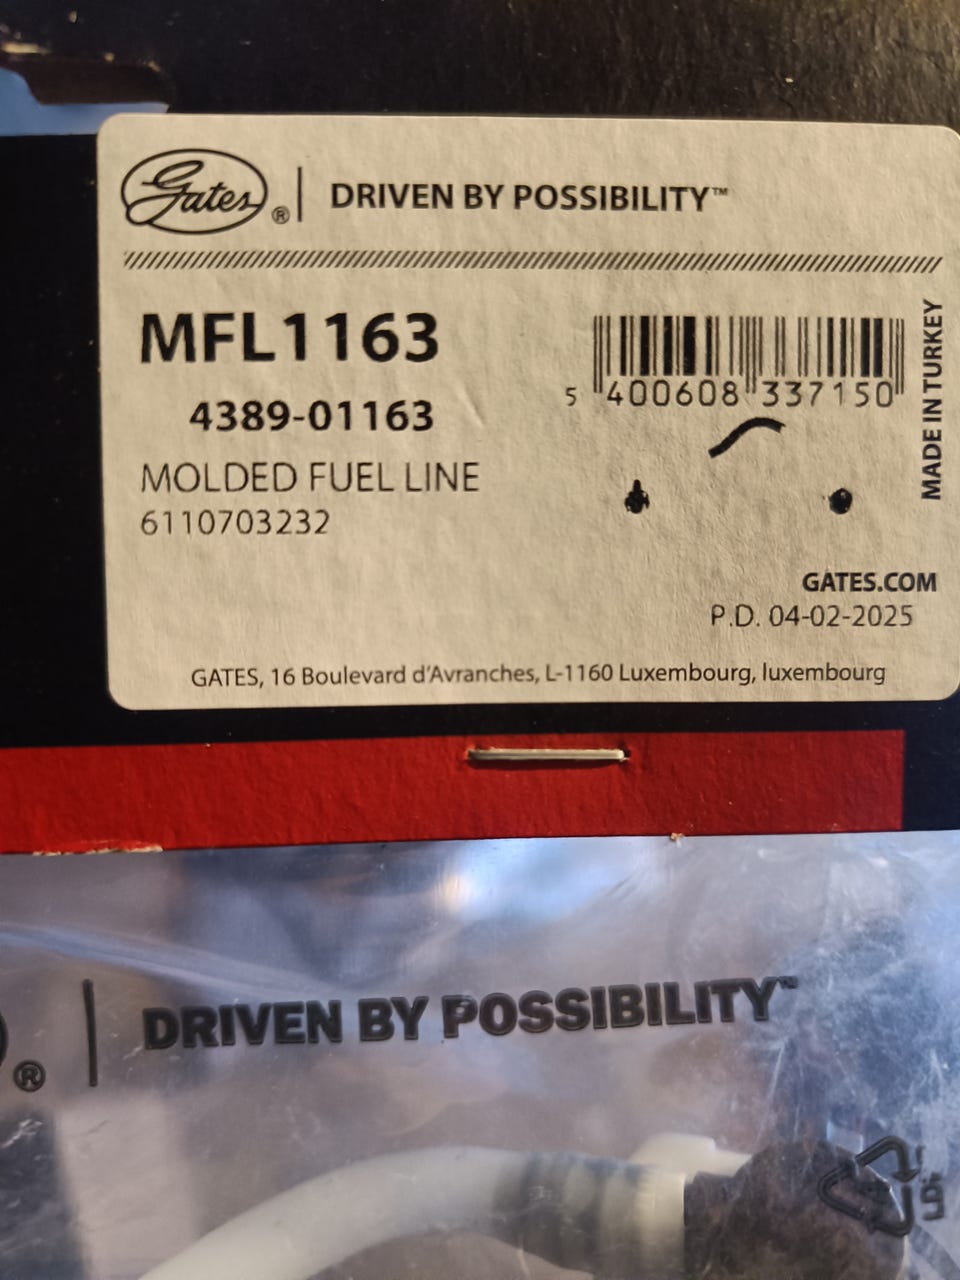 Gates® | DRIVEN BY POSSIBILITY™
MFL1163
4389-01163
MOLDED FUEL LINE
6110703232
5 400608 337150
MADE IN TURKEY
GATES.COM
P.D. 04-02-2025
GATES, 16 Boulevard d'Avranches, L-1160 Luxembourg, luxembourg
® | DRIVEN BY POSSIBILITY™